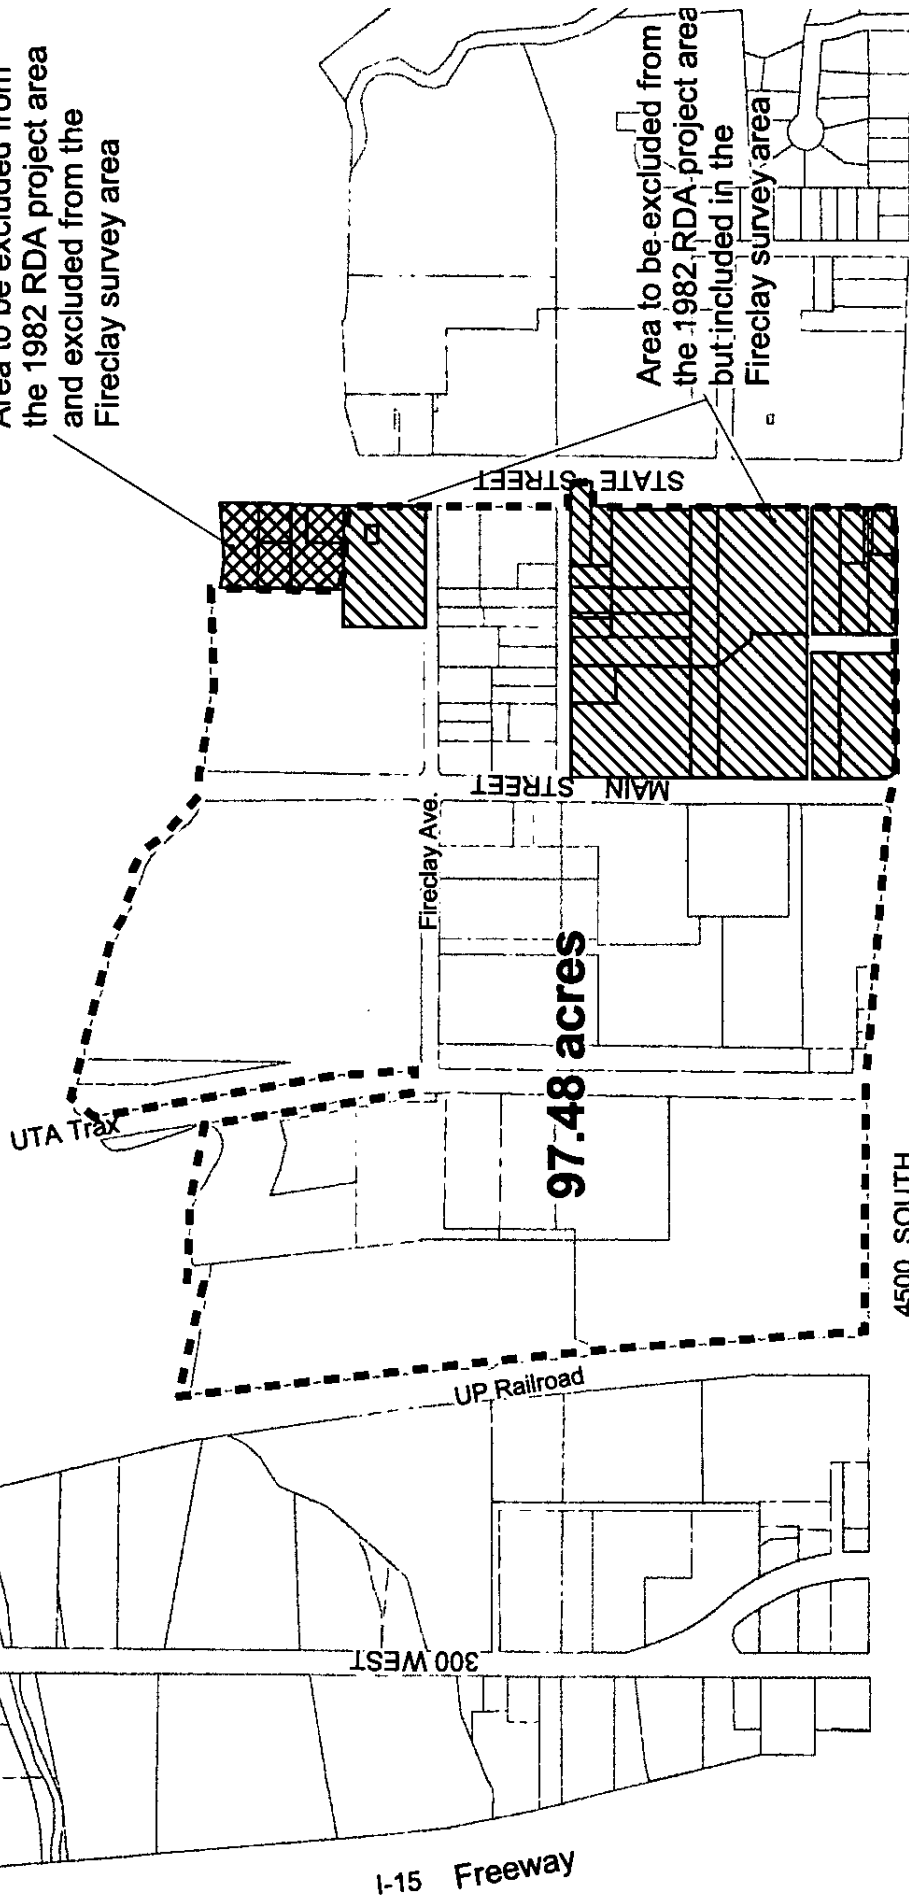 Area to be excluded from
the 1982 RDA project area
and excluded from the
Fireclay survey area
Area to be excluded from
the 1982 RDA project area
but included in the
Fireclay survey area
STATE STREET
MAIN STREET
Fireclay Ave.
97.48 acres
UTA Trax
4500 SOUTH
UP Railroad
300 WEST
I-15 Freeway